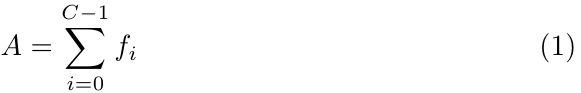 $A = \sum_{i=0}^{C-1} f_i$ (1)